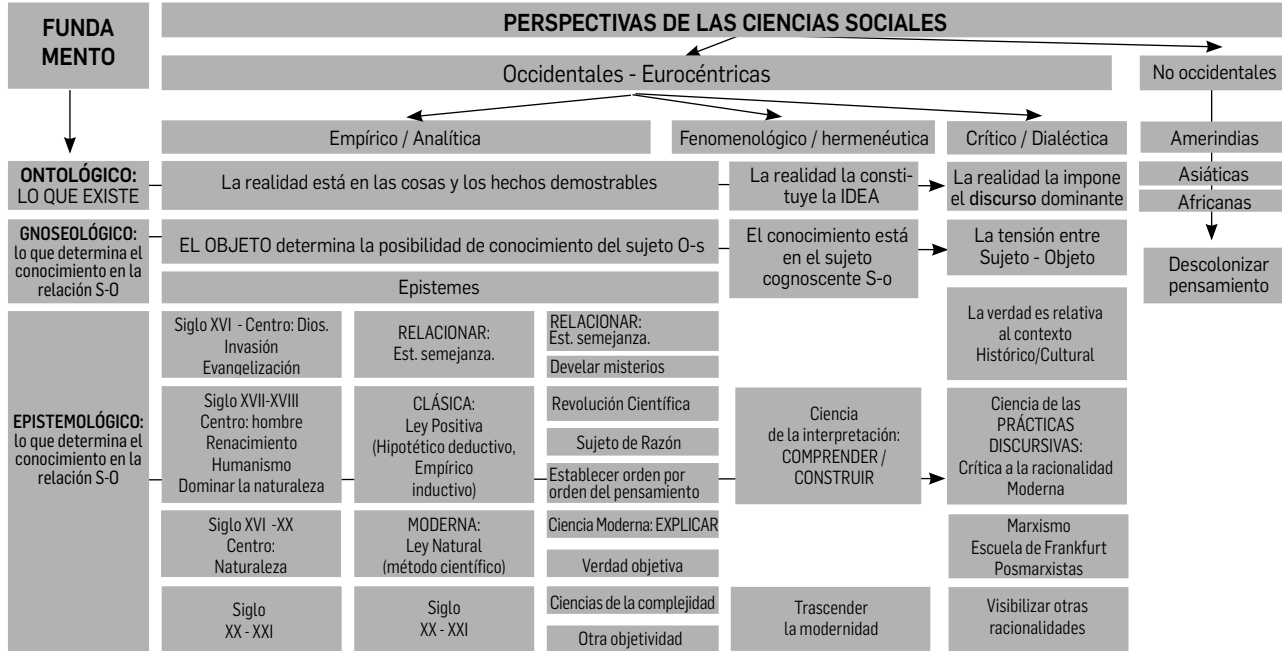 FUNDA
MENTO
PERSPECTIVAS DE LAS CIENCIAS SOCIALES
Occidentales - Eurocéntricas
No occidentales
Empírico / Analítica
Fenomenológico / hermenéutica
Crítico / Dialéctica
Amerindias
Asiáticas
Africanas
Descolonizar
pensamiento
ONTOLÓGICO:
LO QUE EXISTE
La realidad está en las cosas y los hechos demostrables
La realidad la consti-
tuye la IDEA
La realidad la impone
el discurso dominante
GNOSEOLÓGICO:
lo que determina el
conocimiento en la
relación S-O
EL OBJETO determina la posibilidad de conocimiento del sujeto O-s
El conocimiento está
en el sujeto
cognoscente S-o
La tensión entre
Sujeto - Objeto
Epistemes
EPISTEMOLÓGICO:
lo que determina el
conocimiento en la
relación S-O
Siglo XVI - Centro: Dios.
Invasión
Evangelización
RELACIONAR:
Est. semejanza.
RELACIONAR:
Est. semejanza.
Develar misterios
La verdad es relativa
al contexto
Histórico/Cultural
Siglo XVII-XVIII
Centro: hombre
Renacimiento
Humanismo
Dominar la naturaleza
CLÁSICA:
Ley Positiva
(Hipotético deductivo,
Empírico
inductivo)
Revolución Científica
Sujeto de Razón
Establecer orden por
orden del pensamiento
Ciencia
de la interpretación:
COMPRENDER /
CONSTRUIR
Ciencia de las
PRÁCTICAS
DISCURSIVAS:
Crítica a la racionalidad
Moderna
Siglo XVI -XX
Centro:
Naturaleza
MODERNA:
Ley Natural
(método científico)
Ciencia Moderna: EXPLICAR
Verdad objetiva
Marxismo
Escuela de Frankfurt
Posmarxistas
Siglo
XX - XXI
Siglo
XX - XXI
Ciencias de la complejidad
Otra objetividad
Trascender
la modernidad
Visibilizar otras
racionalidades